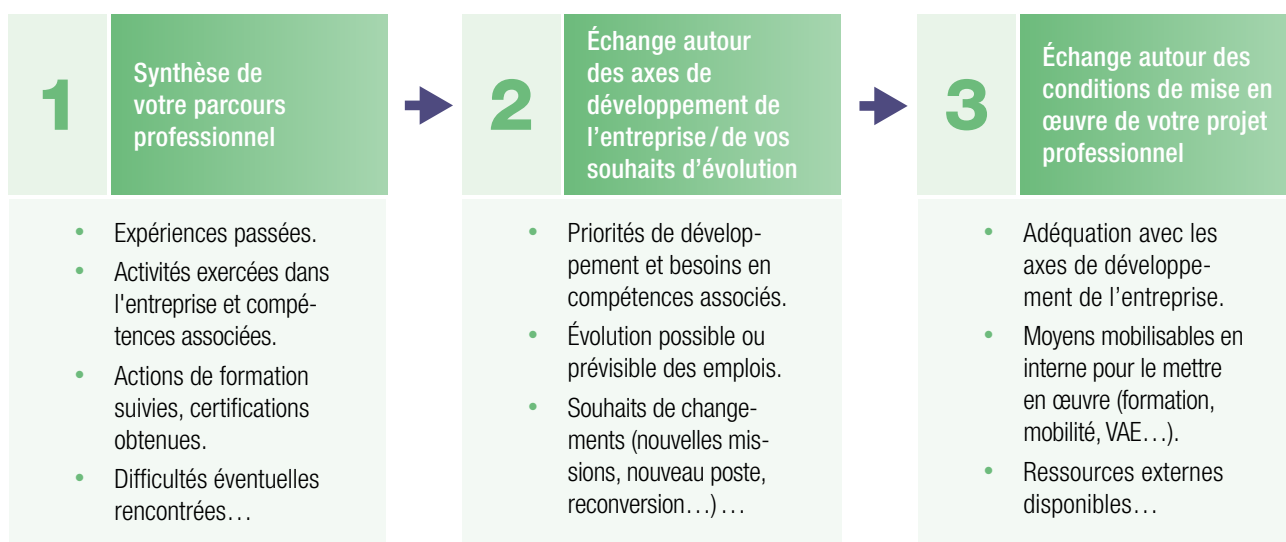 1
Synthèse de
votre parcours
professionnel
• Expériences passées.
• Activités exercées dans
l'entreprise et compé-
tences associées.
• Actions de formation
suivies, certifications
obtenues.
• Difficultés éventuelles
rencontrées…
2
Échange autour
des axes de
développement de
l’entreprise / de vos
souhaits d’évolution
• Priorités de dévelop-
pement et besoins en
compétences associés.
• Évolution possible ou
prévisible des emplois.
• Souhaits de change-
ments (nouvelles mis-
sions, nouveau poste,
reconversion…)…
3
Échange autour des
conditions de mise en
œuvre de votre projet
professionnel
• Adéquation avec les
axes de développe-
ment de l’entreprise.
• Moyens mobilisables en
interne pour le mettre
en œuvre (formation,
mobilité, VAE…).
• Ressources externes
disponibles…